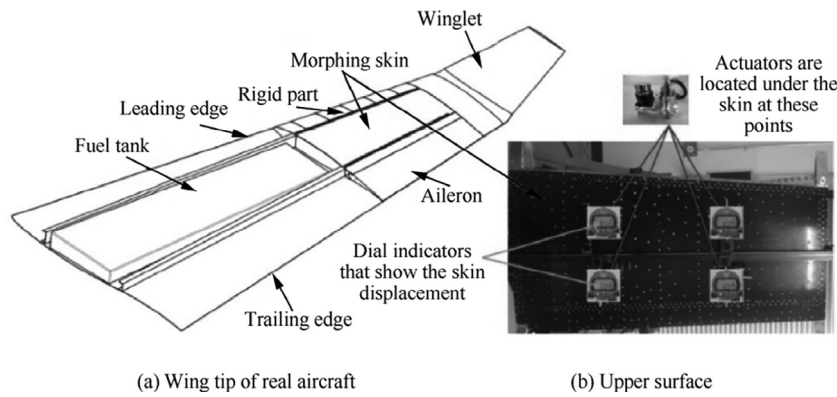 Winglet
Morphing skin
Rigid part
Leading edge
Fuel tank
Aileron
Trailing edge
Actuators are
located under the
skin at these
points
Dial indicators
that show the skin
displacement
(a) Wing tip of real aircraft
(b) Upper surface